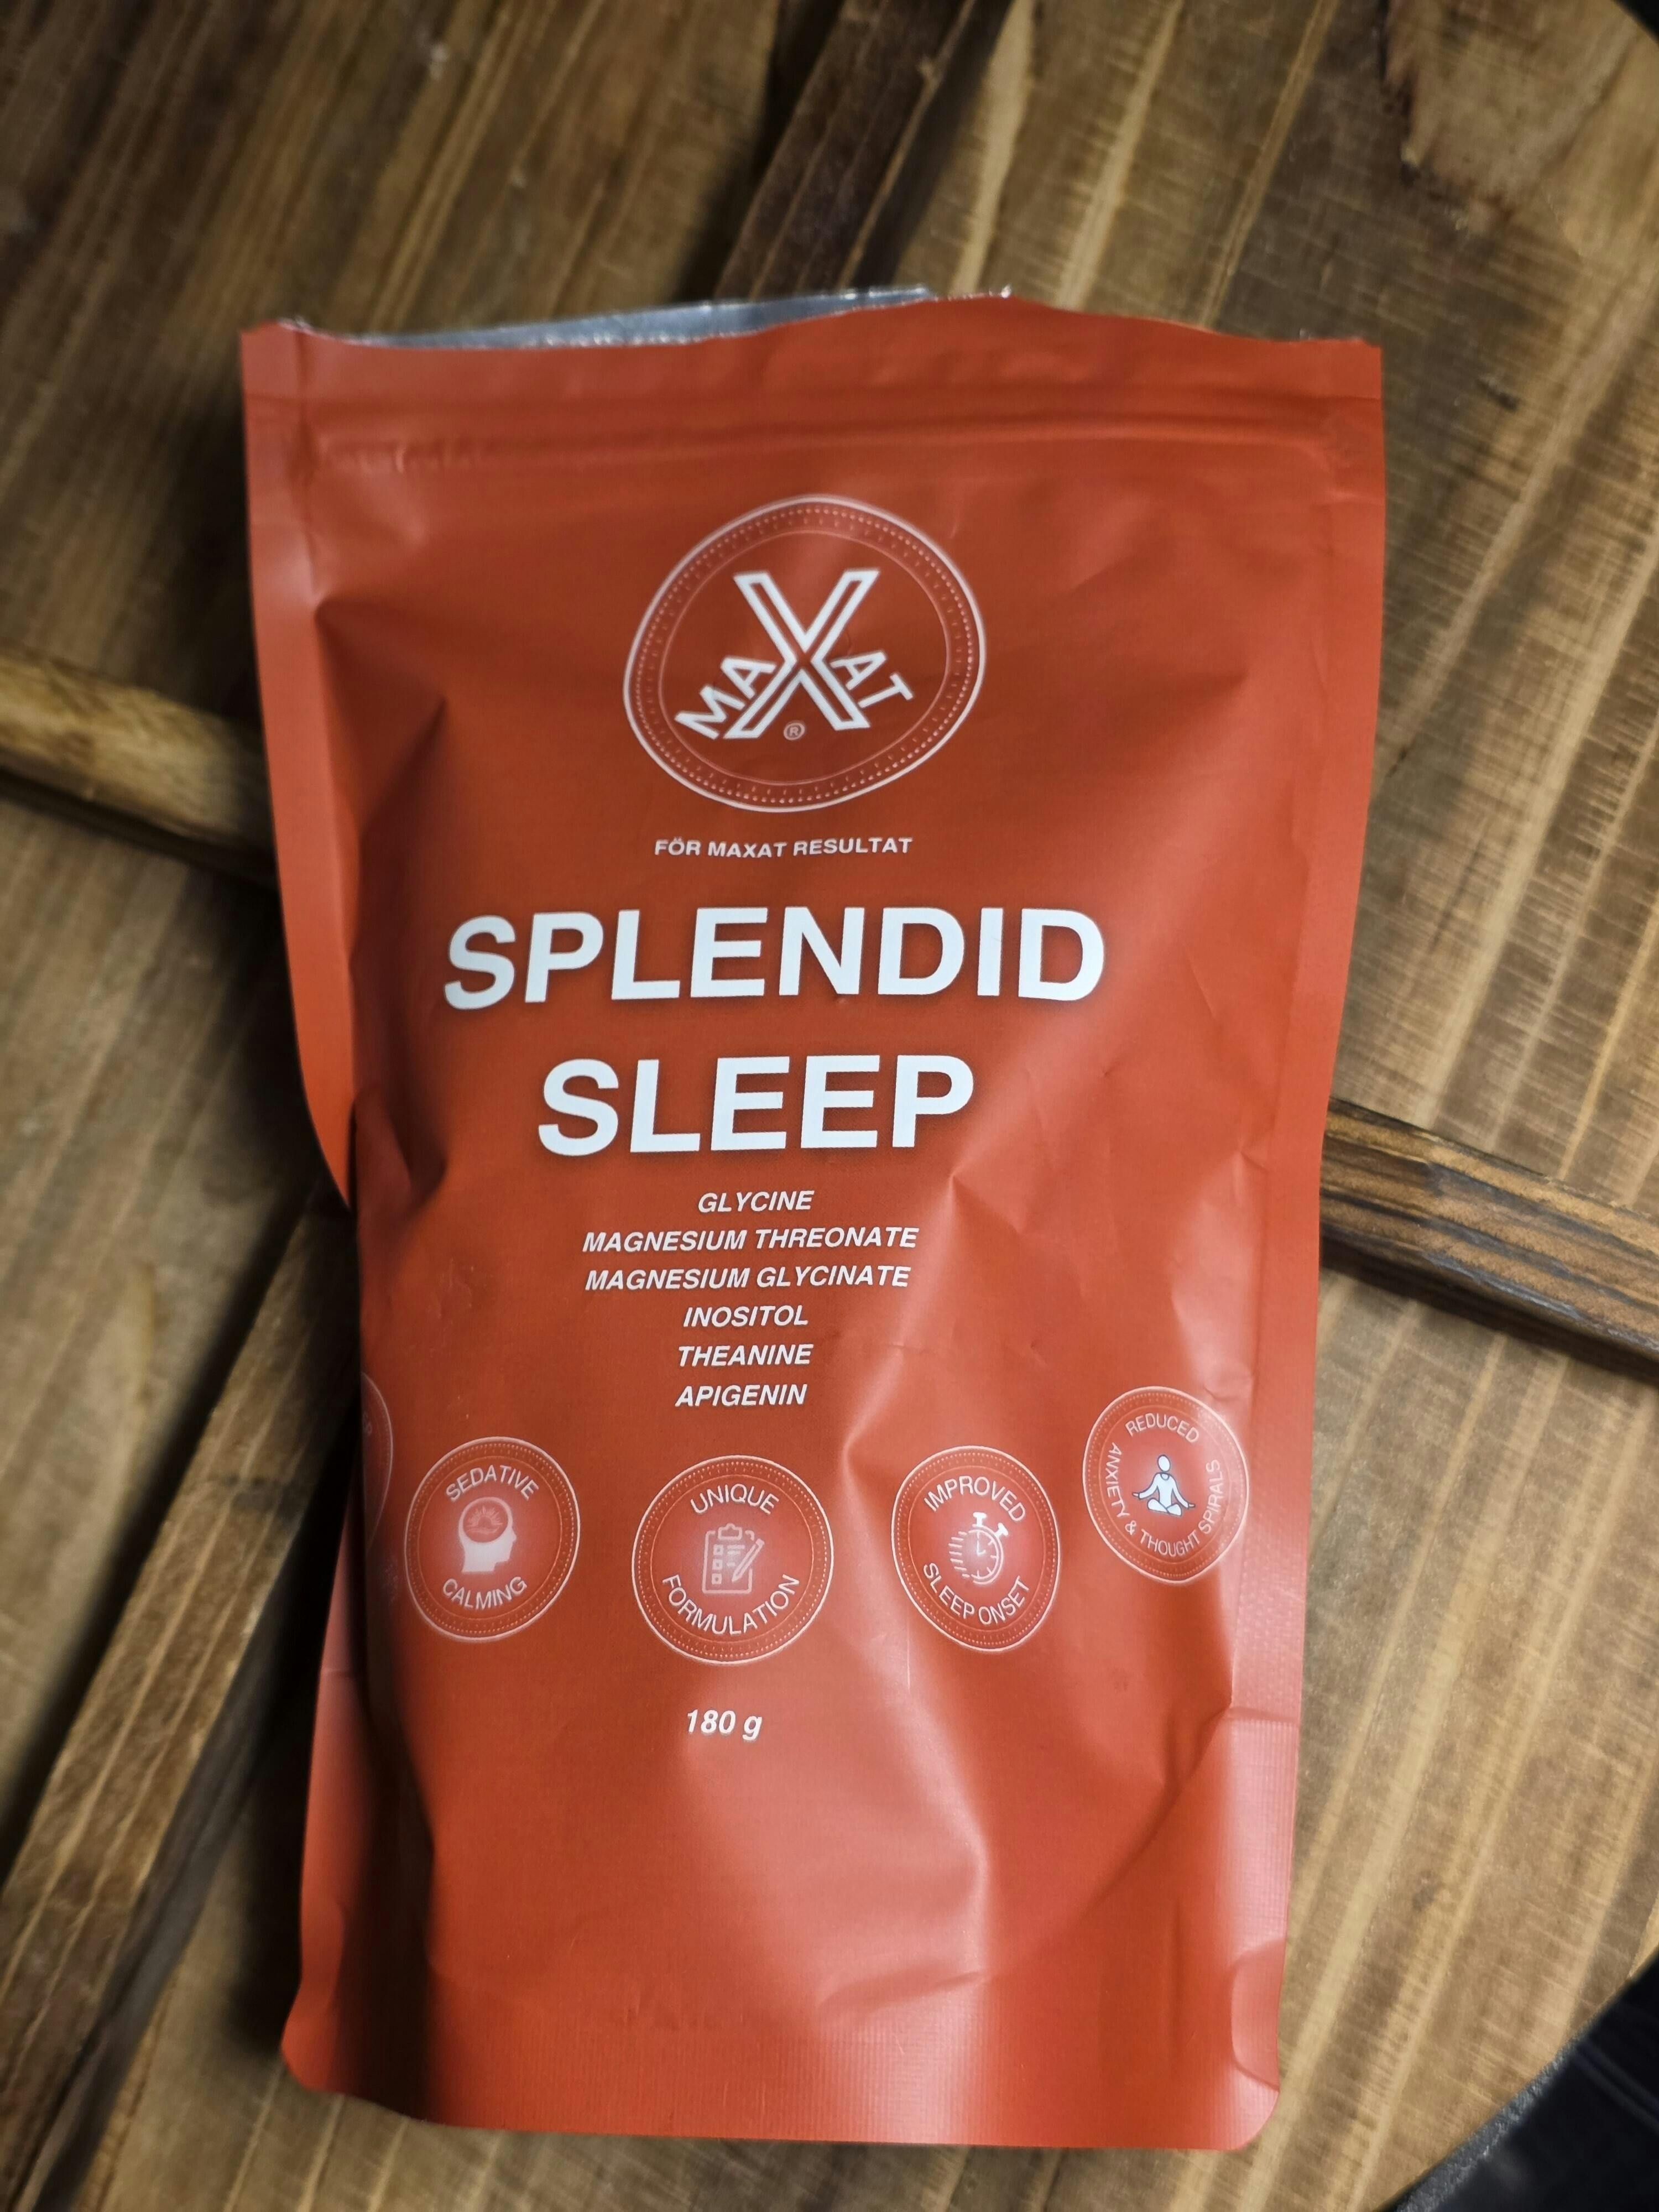 MAXAT
®
FÖR MAXAT RESULTAT
SPLENDID
SLEEP
GLYCINE
MAGNESIUM THREONATE
MAGNESIUM GLYCINATE
INOSITOL
THEANINE
APIGENIN
SEDATIVE
CALMING
UNIQUE
FORMULATION
IMPROVED
SLEEP ONSET
REDUCED
ANXIETY & THOUGHT SPIRALS
180 g